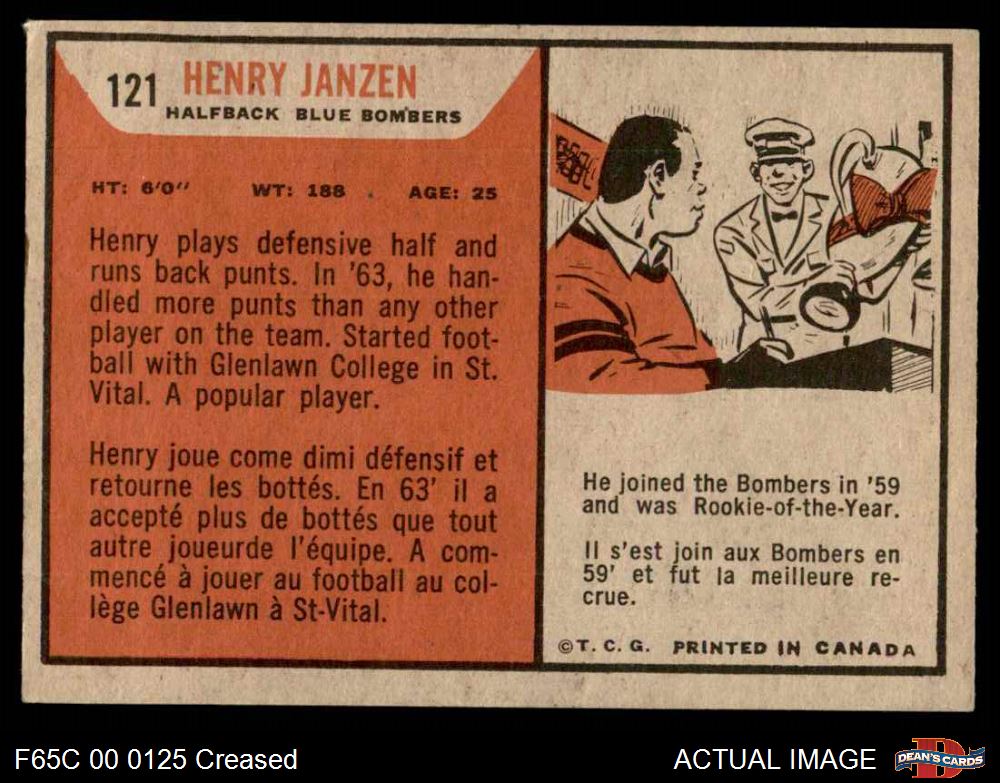 121 HENRY JANZEN
HALFBACK BLUE BOMBERS
HT: 6'0" WT: 188 . AGE: 25
Henry plays defensive half and
runs back punts. In '63, he han-
dled more punts than any other
player on the team. Started foot-
ball with Glenlawn College in St.
Vital. A popular player.
Henry joue come dimi défensif et
retourne les bottés. En 63' il a
accepté plus de bottés que tout
autre joueurde l'équipe. A com-
mencé à jouer au football au col-
lège Glenlawn à St-Vital.
He joined the Bombers in '59
and was Rookie-of-the-Year.
Il s'est join aux Bombers en
59' et fut la meilleure re-
crue.
©T. C. G. PRINTED IN CANADA
F65C 00 0125 Creased
ACTUAL IMAGE
DEAN'S CARDS